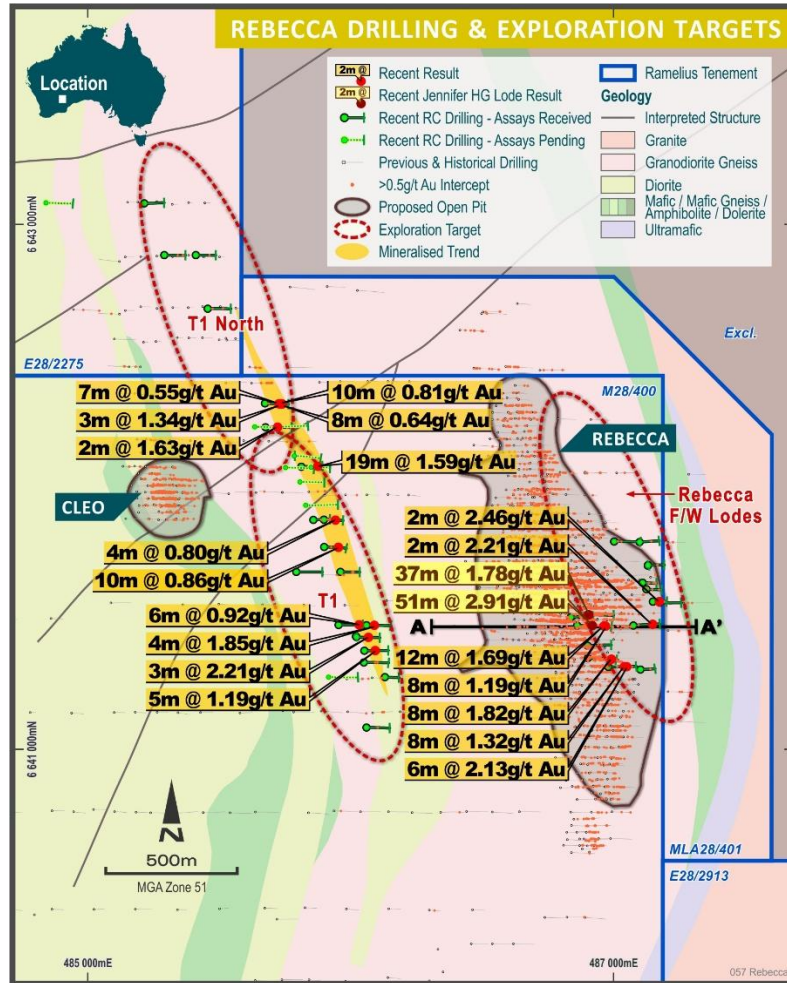 REBECCA DRILLING & EXPLORATION TARGETS
Location
2m @
Recent Result
2m @
Recent Jennifer HG Lode Result
Recent RC Drilling - Assays Received
Recent RC Drilling - Assays Pending
Previous & Historical Drilling
>0.5g/t Au Intercept
Proposed Open Pit
Exploration Target
Mineralised Trend
Ramelius Tenement
Geology
Interpreted Structure
Granite
Granodiorite Gneiss
Diorite
Mafic / Mafic Gneiss /
Amphibolite / Dolerite
Ultramafic
6 643 000mN
T1 North
Excl.
E28/2275
M28/400
7m @ 0.55g/t Au
3m @ 1.34g/t Au
2m @ 1.63g/t Au
10m @ 0.81g/t Au
8m @ 0.64g/t Au
19m @ 1.59g/t Au
REBECCA
CLEO
Rebecca
F/W Lodes
4m @ 0.80g/t Au
10m @ 0.86g/t Au
2m @ 2.46g/t Au
2m @ 2.21g/t Au
37m @ 1.78g/t Au
51m @ 2.91g/t Au
T1
A
A'
6m @ 0.92g/t Au
4m @ 1.85g/t Au
3m @ 2.21g/t Au
5m @ 1.19g/t Au
12m @ 1.69g/t Au
8m @ 1.19g/t Au
8m @ 1.82g/t Au
8m @ 1.32g/t Au
6m @ 2.13g/t Au
6 641 000mN
N
500m
MGA Zone 51
MLA28/401
E28/2913
485 000mE
487 000mE
057 Rebecca